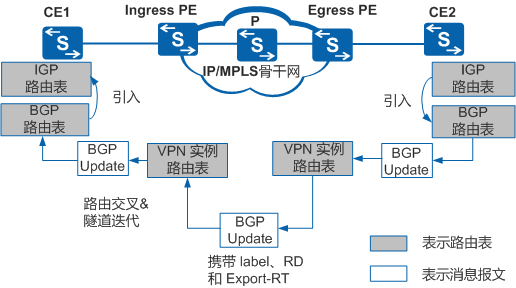 CE1
Ingress PE
P
Egress PE
CE2
S
S
S
S
S
IP/MPLS骨干网
IGP
路由表
引入
BGP
路由表
IGP
路由表
引入
BGP
路由表
BGP
Update
VPN 实例
路由表
VPN 实例
路由表
BGP
Update
路由交叉&
隧道迭代
BGP
Update
携带 label、RD
和 Export-RT
表示路由表
表示消息报文